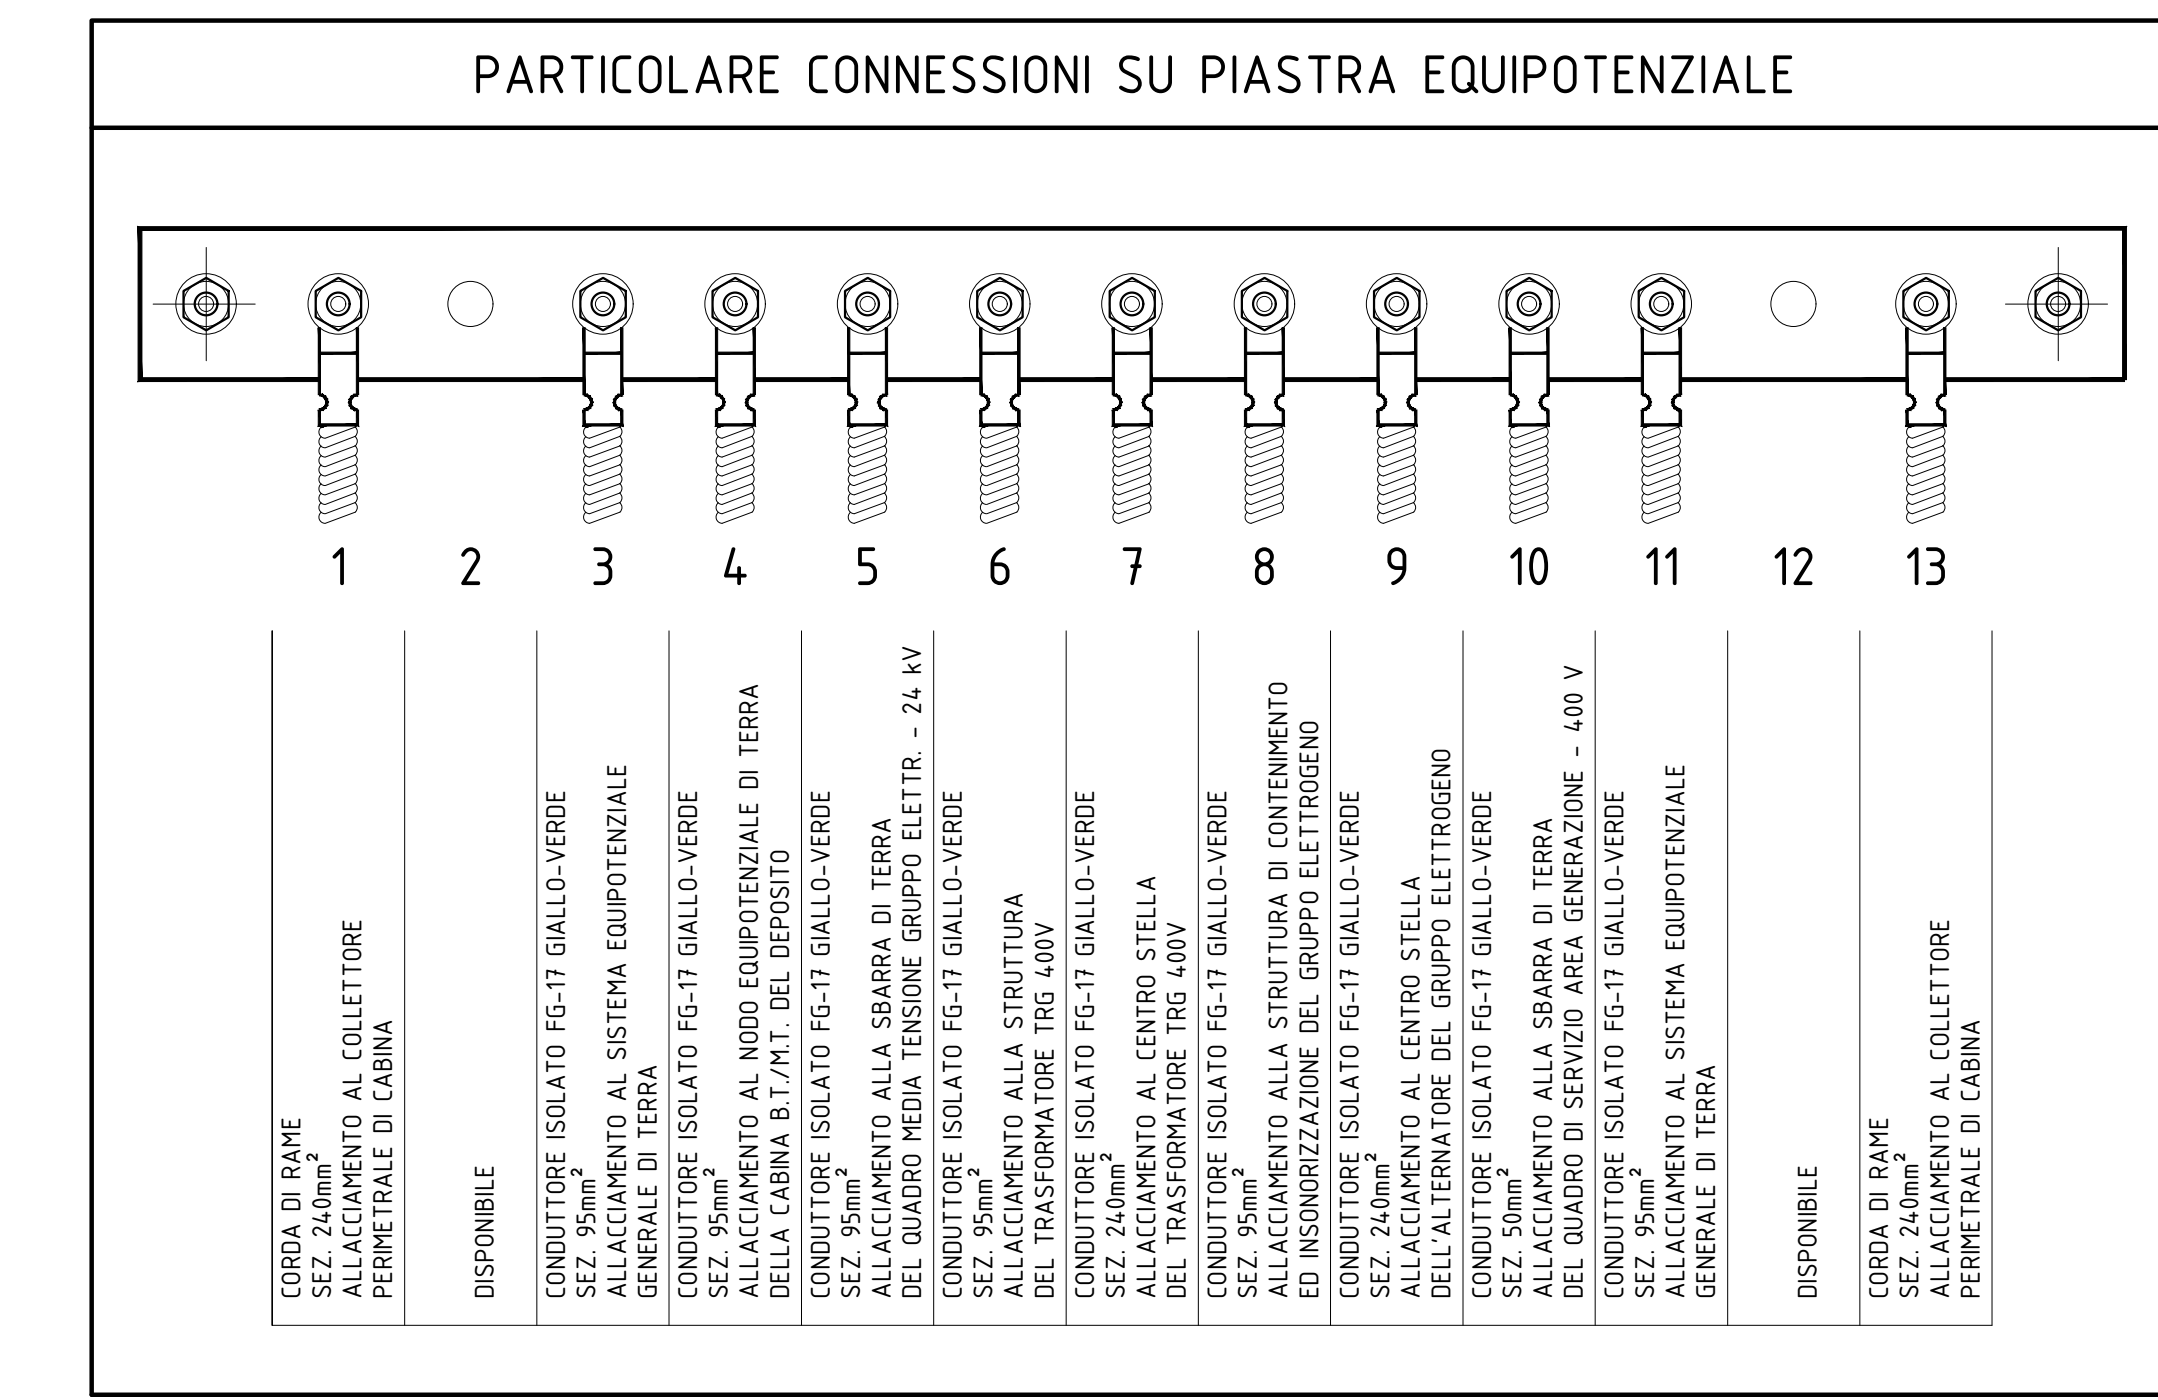 PARTICOLARE CONNESSIONI SU PIASTRA EQUIPOTENZIALE
1 2 3 4 5 6 7 8 9 10 11 12 13
CORDA DI RAME
SEZ. 240mm²
ALLACCIAMENTO AL COLLETTORE
PERIMETRALE DI CABINA
DISPONIBILE
CONDUTTORE ISOLATO FG-17 GIALLO-VERDE
SEZ. 95mm²
ALLACCIAMENTO AL SISTEMA EQUIPOTENZIALE
GENERALE DI TERRA
CONDUTTORE ISOLATO FG-17 GIALLO-VERDE
SEZ. 95mm²
ALLACCIAMENTO AL NODO EQUIPOTENZIALE DI TERRA
DELLA CABINA B.T./M.T. DEL DEPOSITO
CONDUTTORE ISOLATO FG-17 GIALLO-VERDE
SEZ. 95mm²
ALLACCIAMENTO ALLA SBARRA DI TERRA
DEL QUADRO MEDIA TENSIONE GRUPPO ELETTR. - 24 kV
CONDUTTORE ISOLATO FG-17 GIALLO-VERDE
SEZ. 95mm²
ALLACCIAMENTO ALLA STRUTTURA
DEL TRASFORMATORE TRG 400V
CONDUTTORE ISOLATO FG-17 GIALLO-VERDE
SEZ. 240mm²
ALLACCIAMENTO AL CENTRO STELLA
DEL TRASFORMATORE TRG 400V
CONDUTTORE ISOLATO FG-17 GIALLO-VERDE
SEZ. 95mm²
ALLACCIAMENTO ALLA STRUTTURA DI CONTENIMENTO
ED INSONORIZZAZIONE DEL GRUPPO ELETTROGENO
CONDUTTORE ISOLATO FG-17 GIALLO-VERDE
SEZ. 240mm²
ALLACCIAMENTO AL CENTRO STELLA
DELL'ALTERNATORE DEL GRUPPO ELETTROGENO
CONDUTTORE ISOLATO FG-17 GIALLO-VERDE
SEZ. 50mm²
ALLACCIAMENTO ALLA SBARRA DI TERRA
DEL QUADRO DI SERVIZIO AREA GENERAZIONE - 400 V
CONDUTTORE ISOLATO FG-17 GIALLO-VERDE
SEZ. 95mm²
ALLACCIAMENTO AL SISTEMA EQUIPOTENZIALE
GENERALE DI TERRA
DISPONIBILE
CORDA DI RAME
SEZ. 240mm²
ALLACCIAMENTO AL COLLETTORE
PERIMETRALE DI CABINA